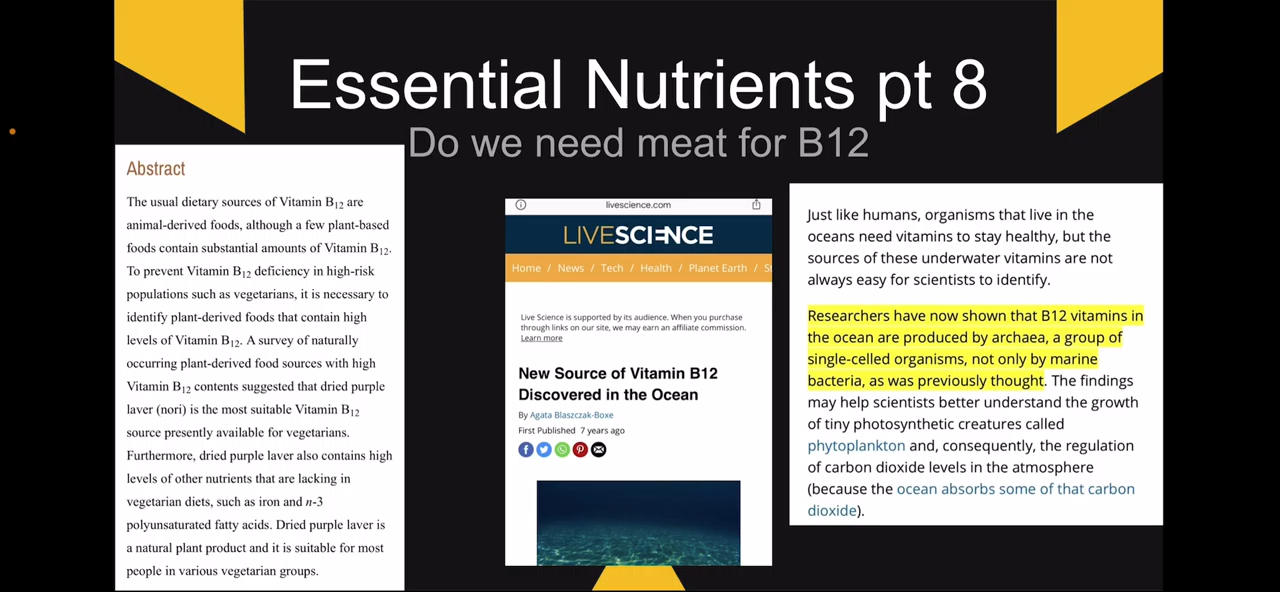 Essential Nutrients pt 8
Do we need meat for B12
Abstract
The usual dietary sources of Vitamin B12 are
animal-derived foods, although a few plant-based
foods contain substantial amounts of Vitamin B12.
To prevent Vitamin B12 deficiency in high-risk
populations such as vegetarians, it is necessary to
identify plant-derived foods that contain high
levels of Vitamin B12. A survey of naturally
occurring plant-derived food sources with high
Vitamin B12 contents suggested that dried purple
laver (nori) is the most suitable Vitamin B12
source presently available for vegetarians.
Furthermore, dried purple laver also contains high
levels of other nutrients that are lacking in
vegetarian diets, such as iron and n-3
polyunsaturated fatty acids. Dried purple laver is
a natural plant product and it is suitable for most
people in various vegetarian groups.
livescience.com
LIVESCIENCE
Home / News / Tech / Health / Planet Earth / St
Live Science is supported by its audience. When you purchase
through links on our site, we may earn an affiliate commission.
Learn more
New Source of Vitamin B12
Discovered in the Ocean
By Agata Blaszczak-Boxe
First Published 7 years ago
Just like humans, organisms that live in the
oceans need vitamins to stay healthy, but the
sources of these underwater vitamins are not
always easy for scientists to identify.
Researchers have now shown that B12 vitamins in
the ocean are produced by archaea, a group of
single-celled organisms, not only by marine
bacteria, as was previously thought. The findings
may help scientists better understand the growth
of tiny photosynthetic creatures called
phytoplankton and, consequently, the regulation
of carbon dioxide levels in the atmosphere
(because the ocean absorbs some of that carbon
dioxide).